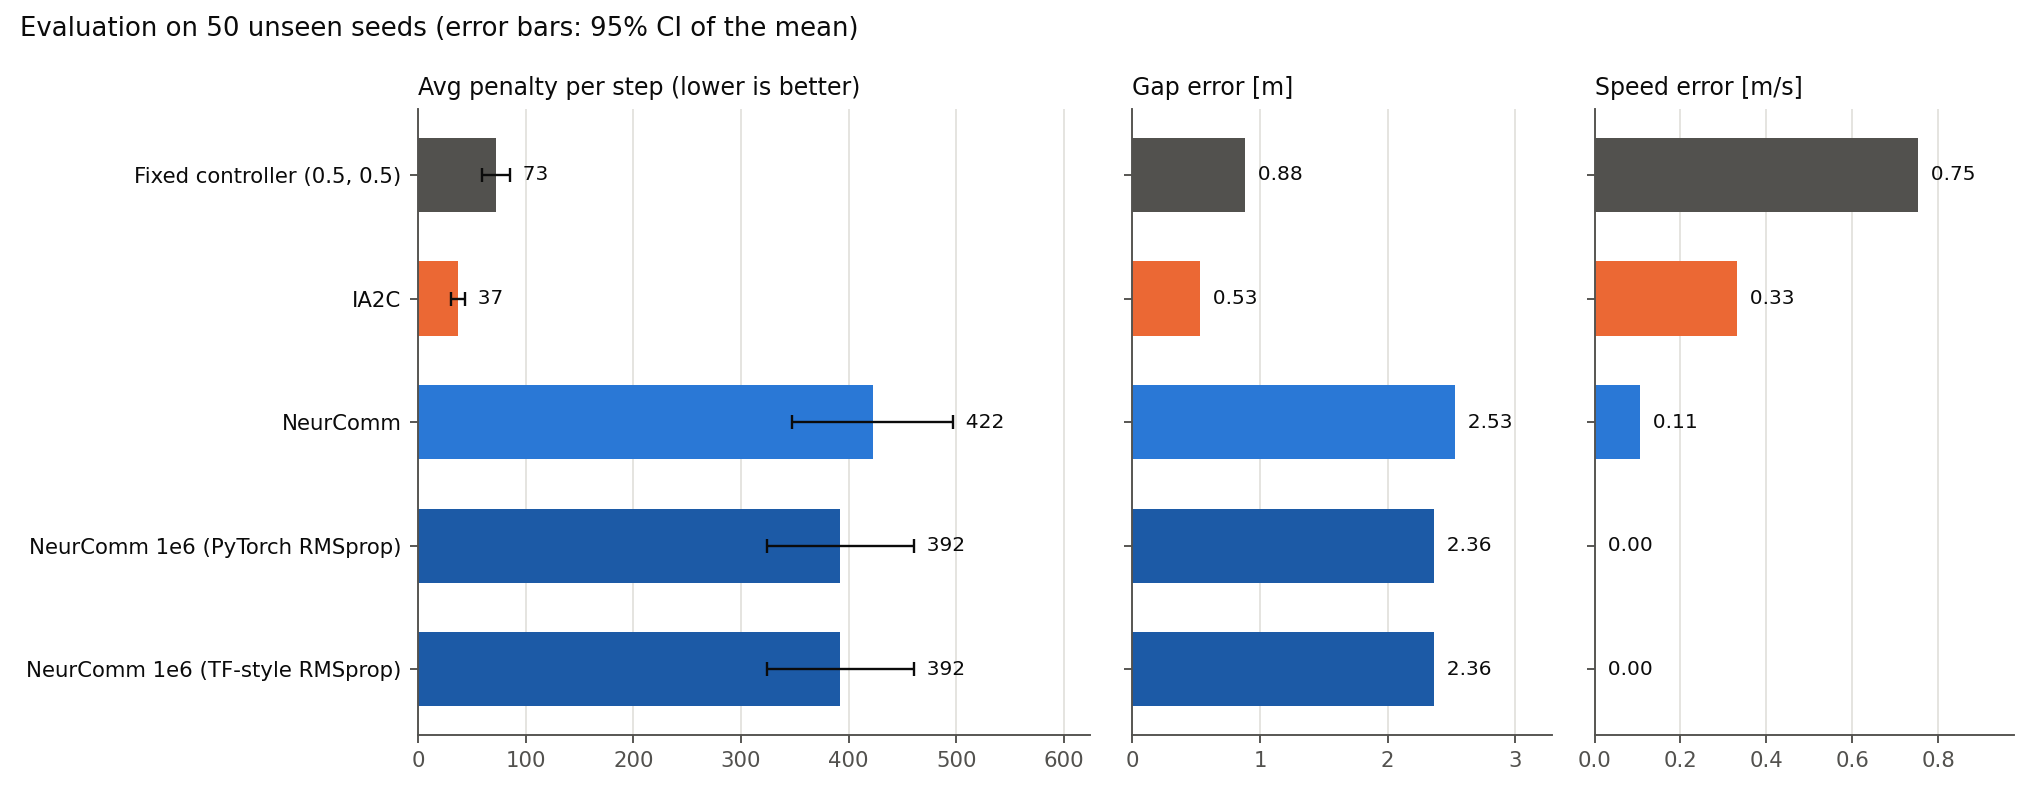 Evaluation on 50 unseen seeds (error bars: 95% CI of the mean)
Avg penalty per step (lower is better)
Gap error [m]
Speed error [m/s]
Fixed controller (0.5, 0.5)
73
0.88
0.75
IA2C
37
0.53
0.33
NeurComm
422
2.53
0.11
NeurComm 1e6 (PyTorch RMSprop)
392
2.36
0.00
NeurComm 1e6 (TF-style RMSprop)
392
2.36
0.00
0 100 200 300 400 500 600
0 1 2 3
0.0 0.2 0.4 0.6 0.8